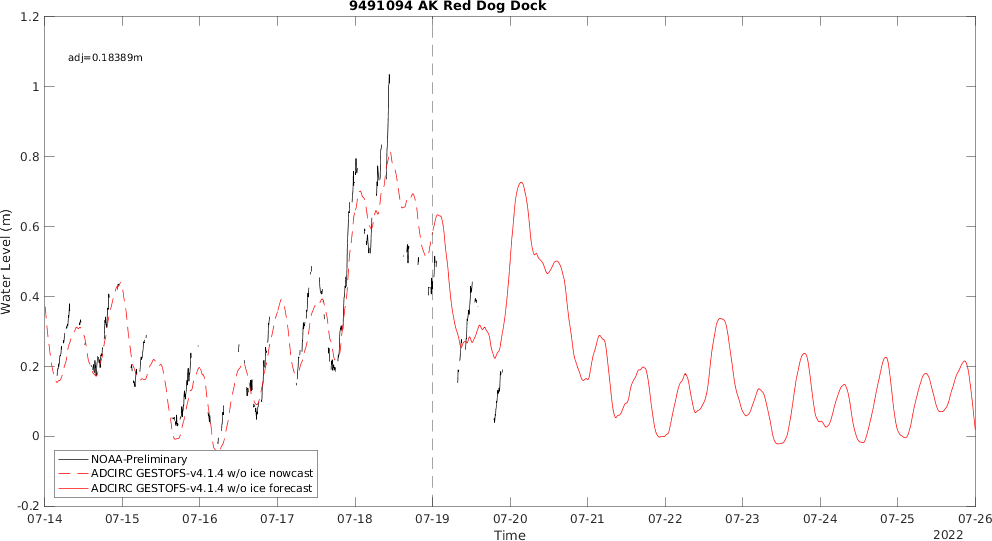 9491094 AK Red Dog Dock
1.2
1
0.8
0.6
0.4
0.2
0
-0.2
Water Level (m)
adj=0.18389m
NOAA-Preliminary
ADCIRC GESTOFS-v4.1.4 w/o ice nowcast
ADCIRC GESTOFS-v4.1.4 w/o ice forecast
07-14 07-15 07-16 07-17 07-18 07-19 07-20 07-21 07-22 07-23 07-24 07-25 07-26
Time
2022